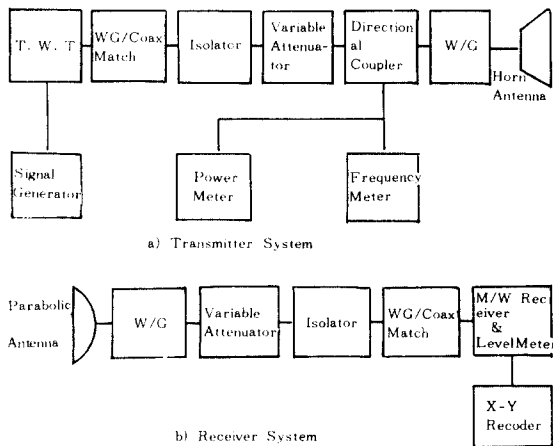 T. W. T
WG/Coax
Match
Isolator
Variable
Attenua-
tor
Direction
al
Coupler
W/G
Horn
Antenna
Signal
Generator
Power
Meter
Frequency
Meter
a) Transmitter System
Parabolic
Antenna
W/G
Variable
Attenuator
Isolator
WG/Coax
Match
M/W Rec
eiver
&
LevelMeter
X-Y
Recoder
b) Receiver System